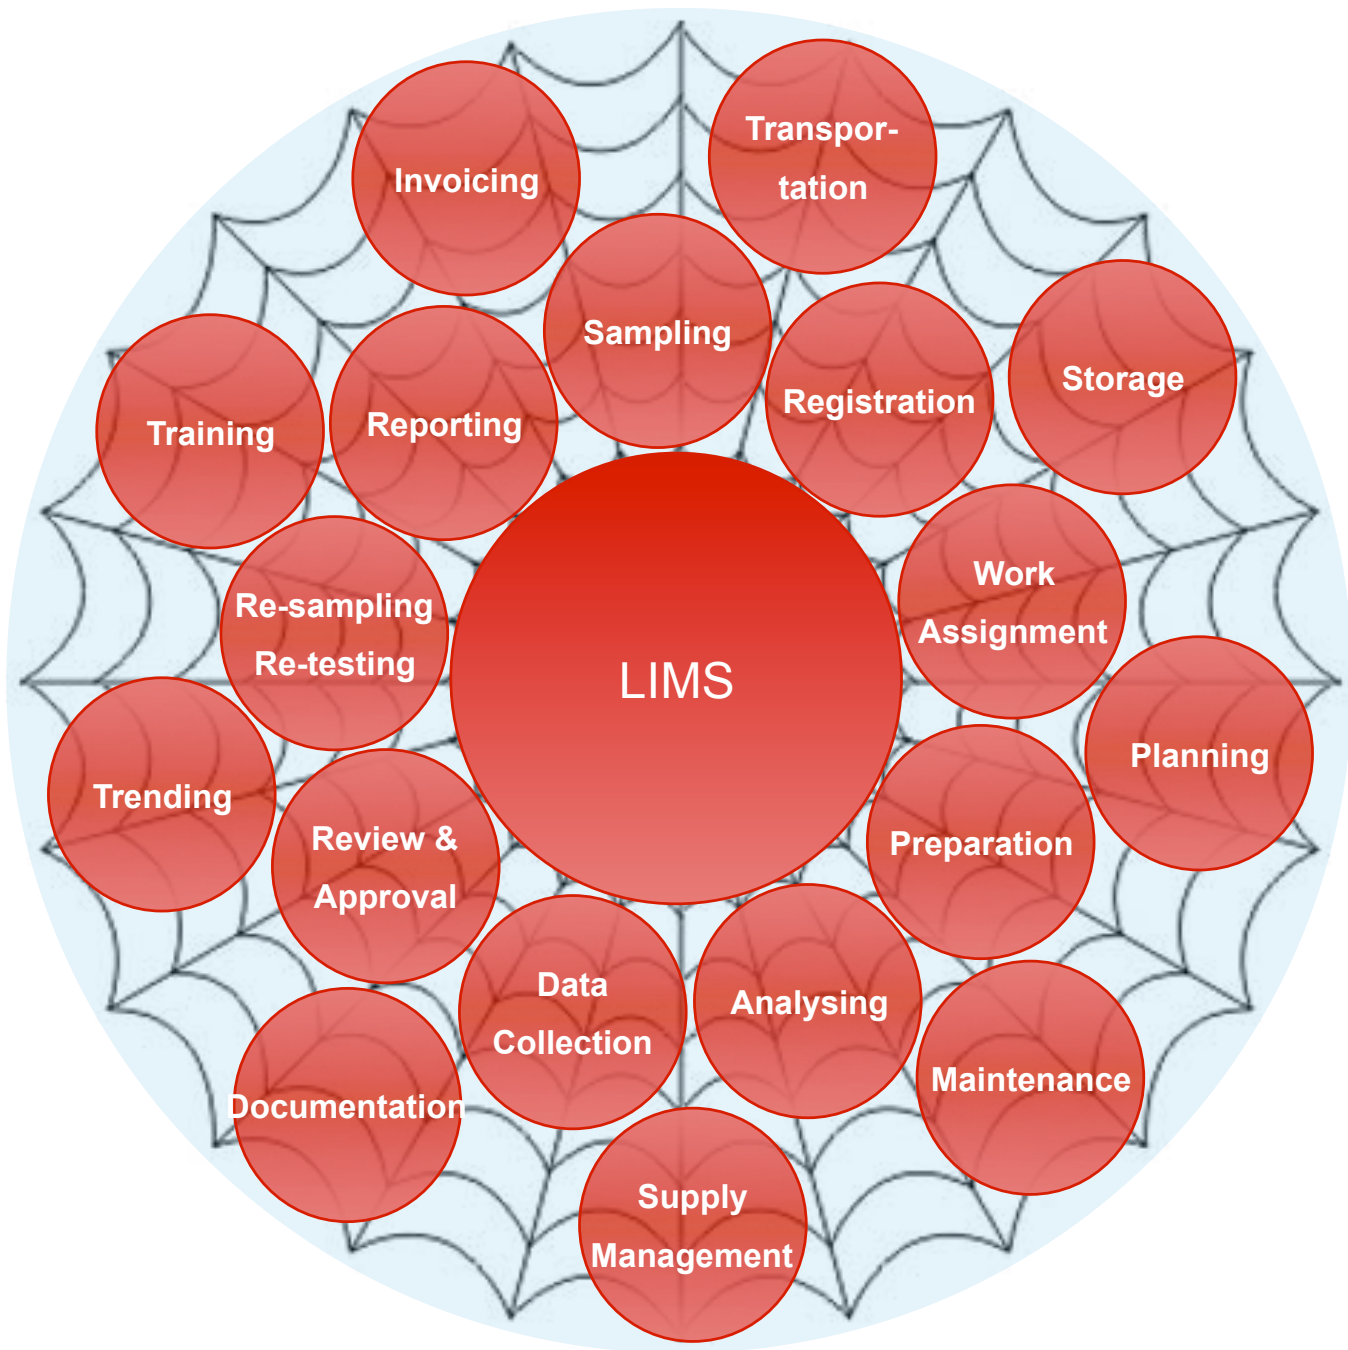 Transpor-
tation
Invoicing
Sampling
Storage
Registration
Reporting
Training
Work
Assignment
Re-sampling
Re-testing
LIMS
Planning
Trending
Review &
Approval
Preparation
Data
Collection
Analysing
Maintenance
Documentation
Supply
Management